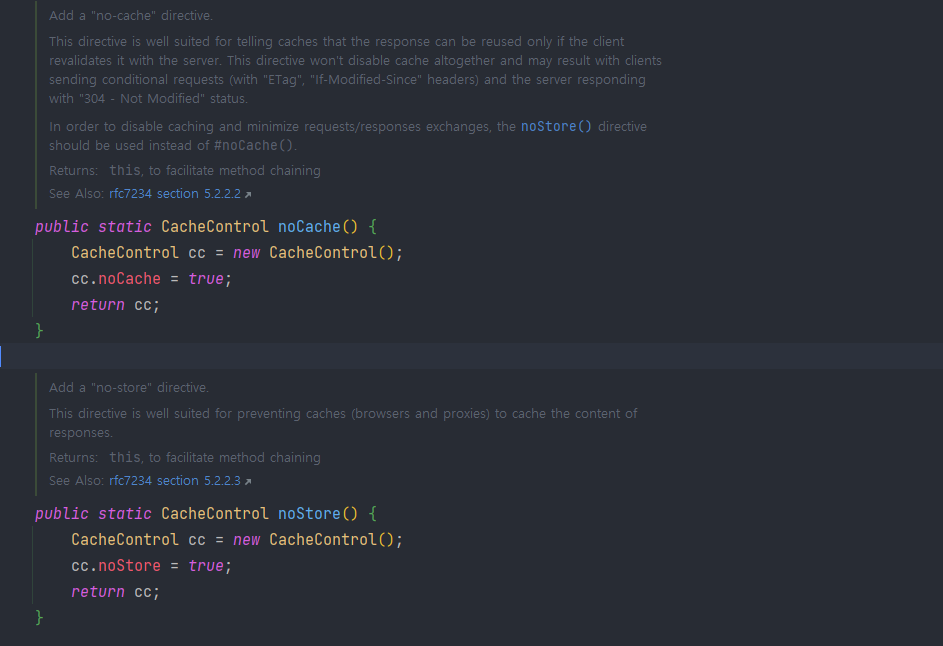 Add a "no-cache" directive.
This directive is well suited for telling caches that the response can be reused only if the client
revalidates it with the server. This directive won't disable cache altogether and may result with clients
sending conditional requests (with "ETag", "If-Modified-Since" headers) and the server responding
with "304 - Not Modified" status.
In order to disable caching and minimize requests/responses exchanges, the noStore() directive
should be used instead of #noCache().
Returns: this, to facilitate method chaining
See Also: rfc7234 section 5.2.2.2
public static CacheControl noCache() {
    CacheControl cc = new CacheControl();
    cc.noCache = true;
    return cc;
}
Add a "no-store" directive.
This directive is well suited for preventing caches (browsers and proxies) to cache the content of
responses.
Returns: this, to facilitate method chaining
See Also: rfc7234 section 5.2.2.3
public static CacheControl noStore() {
    CacheControl cc = new CacheControl();
    cc.noStore = true;
    return cc;
}